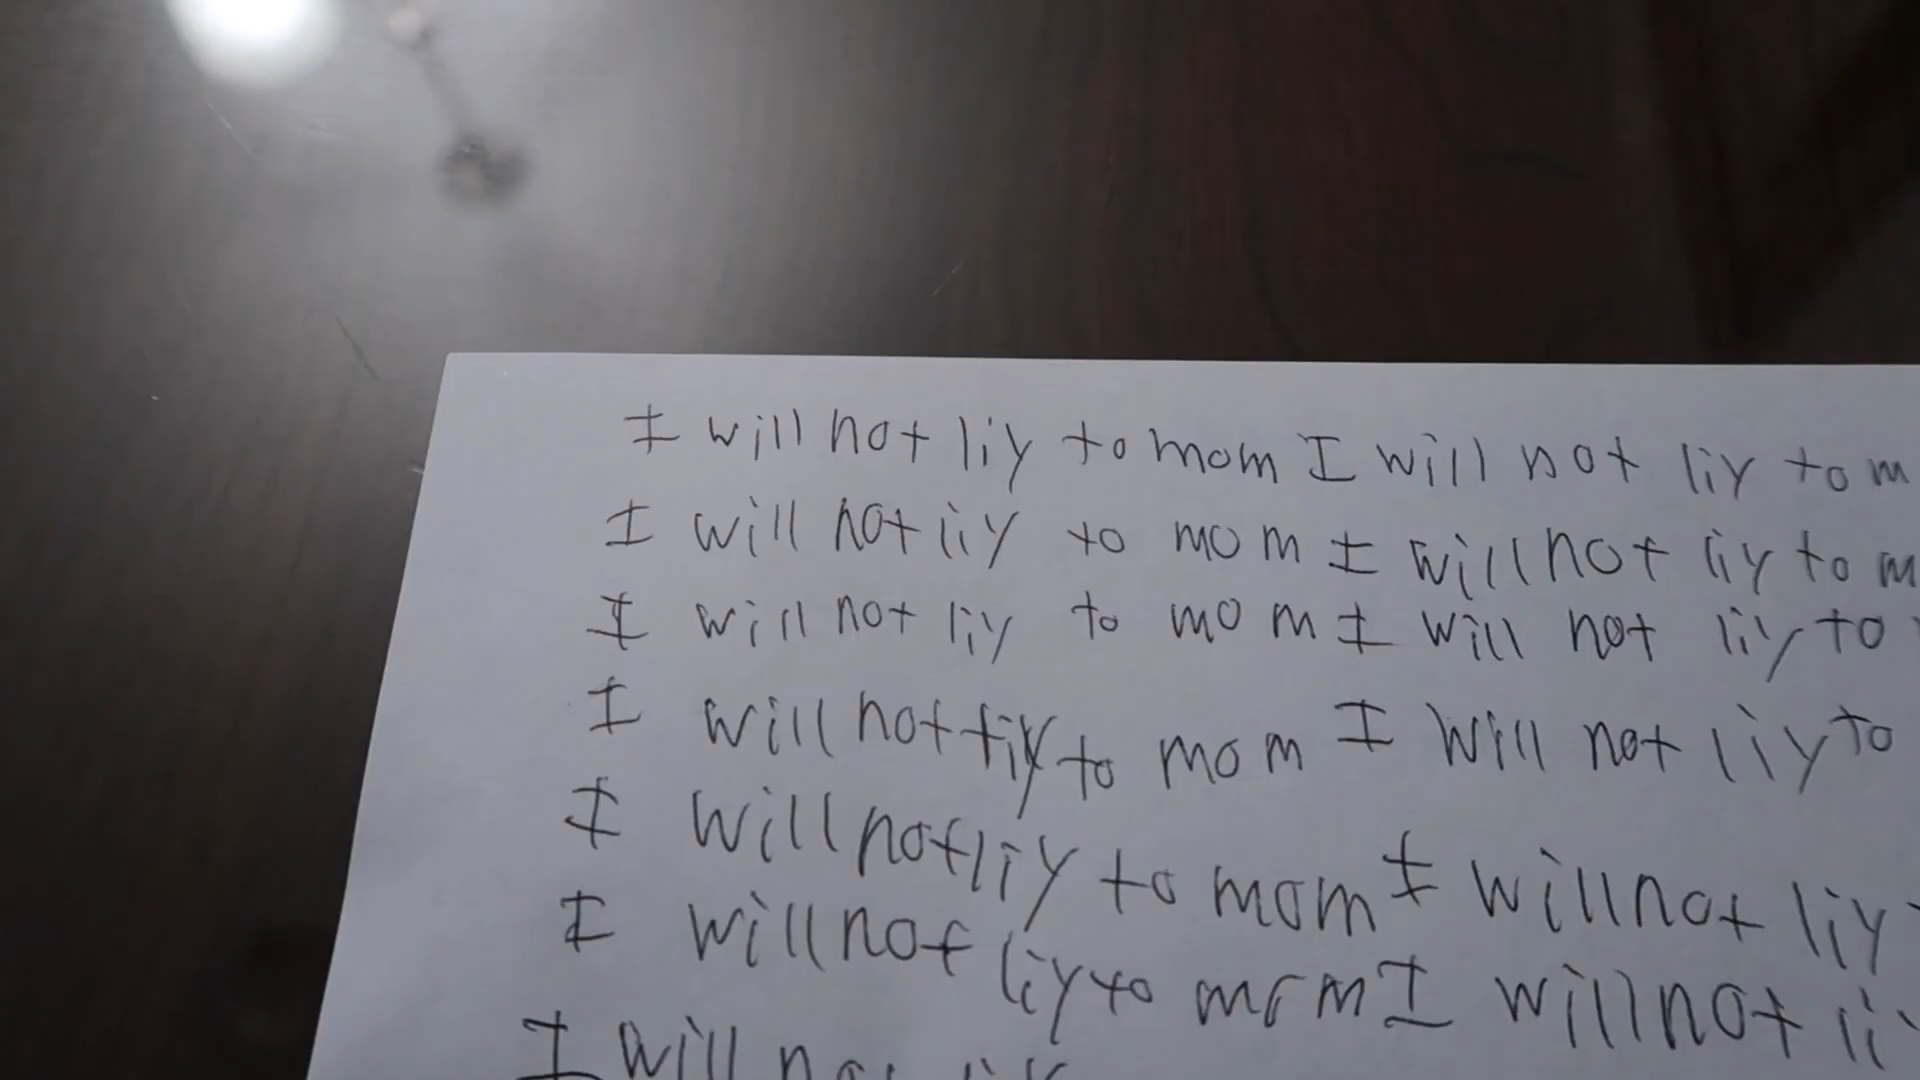 I will not liy to mom I will not liy to m
I will not liy to mom I will not liy to m
I will not liy to mom I will not liy to
I will not liy to mom I will not liy to
I will not liy to mom I will not liy
I will not liy to mom I will not li
I will